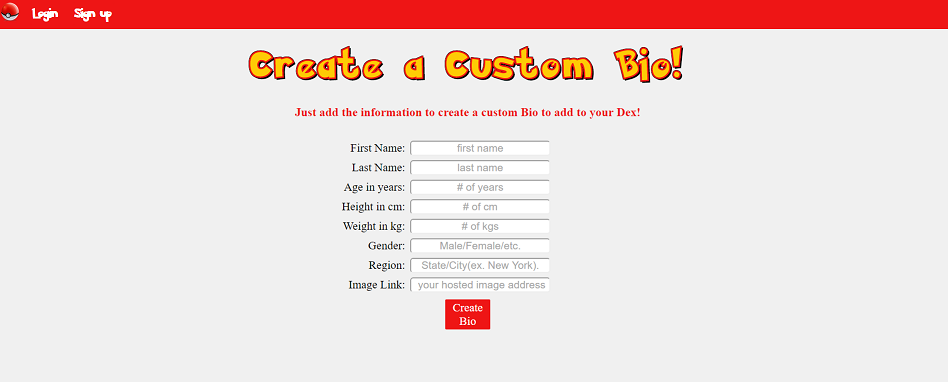 Login Sign up
Create a Custom Bio!
Just add the information to create a custom Bio to add to your Dex!
First Name: first name
Last Name: last name
Age in years: # of years
Height in cm: # of cm
Weight in kg: # of kgs
Gender: Male/Female/etc.
Region: State/City(ex. New York).
Image Link: your hosted image address
Create
Bio